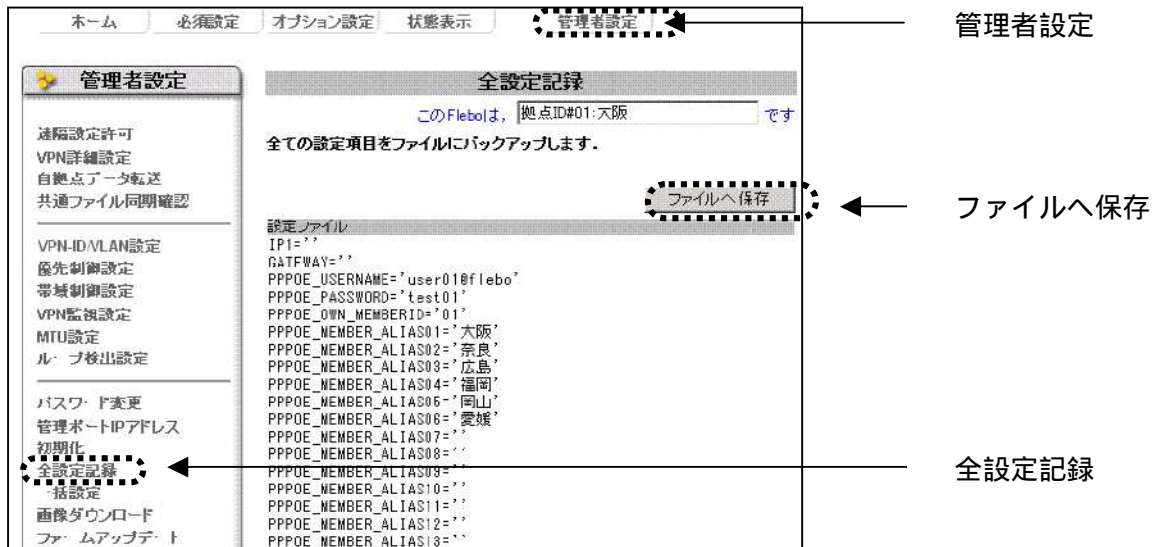 ホーム 必須設定 オプション設定 状態表示 管理者設定
管理者設定
管理者設定
遠隔設定許可
VPN詳細設定
自拠点データ転送
共通ファイル同期確認
VPN-ID/VLAN設定
優先制御設定
帯域制御設定
VPN監視設定
MTU設定
ループ検出設定
パスワード変更
管理ポートIPアドレス
初期化
全設定記録
一括設定
画像ダウンロード
ファームアップデート
全設定記録
このFleboは, 拠点ID#01:大阪 です
全ての設定項目をファイルにバックアップします.
ファイルへ保存
設定ファイル
IP1=''
GATEWAY=''
PPPOE_USERNAME='user01@flebo'
PPPOE_PASSWORD='test01'
PPPOE_OWN_MEMBERID='01'
PPPOE_MEMBER_ALIAS01='大阪'
PPPOE_MEMBER_ALIAS02='奈良'
PPPOE_MEMBER_ALIAS03='広島'
PPPOE_MEMBER_ALIAS04='福岡'
PPPOE_MEMBER_ALIAS05='岡山'
PPPOE_MEMBER_ALIAS06='愛媛'
PPPOE_MEMBER_ALIAS07=''
PPPOE_MEMBER_ALIAS08=''
PPPOE_MEMBER_ALIAS09=''
PPPOE_MEMBER_ALIAS10=''
PPPOE_MEMBER_ALIAS11=''
PPPOE_MEMBER_ALIAS12=''
PPPOE_MEMBER_ALIAS13=''
ファイルへ保存
全設定記録